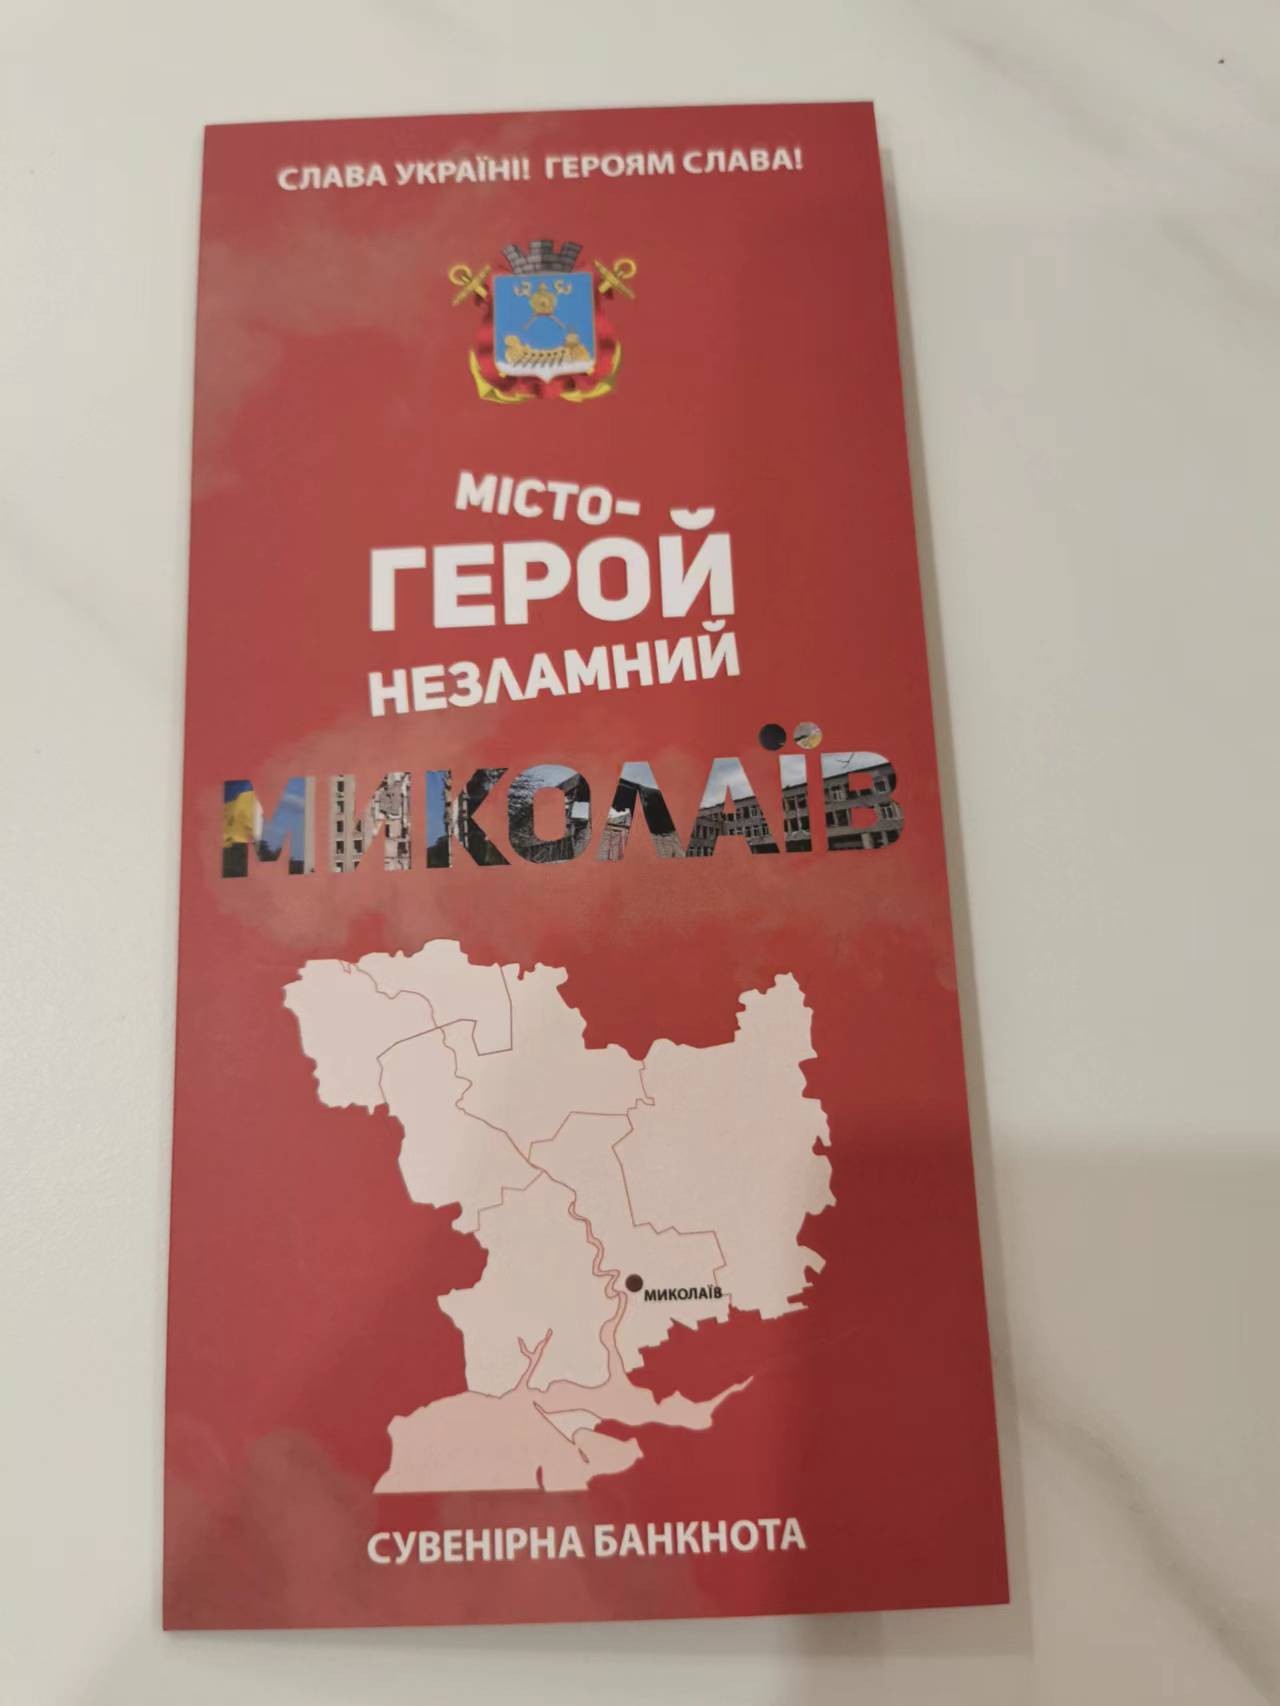 СЛАВА УКРАЇНІ! ГЕРОЯМ СЛАВА!
МІСТО-
ГЕРОЙ
НЕЗЛАМНИЙ
МИКОЛАЇВ
МИКОЛАЇВ
СУВЕНІРНА БАНКНОТА